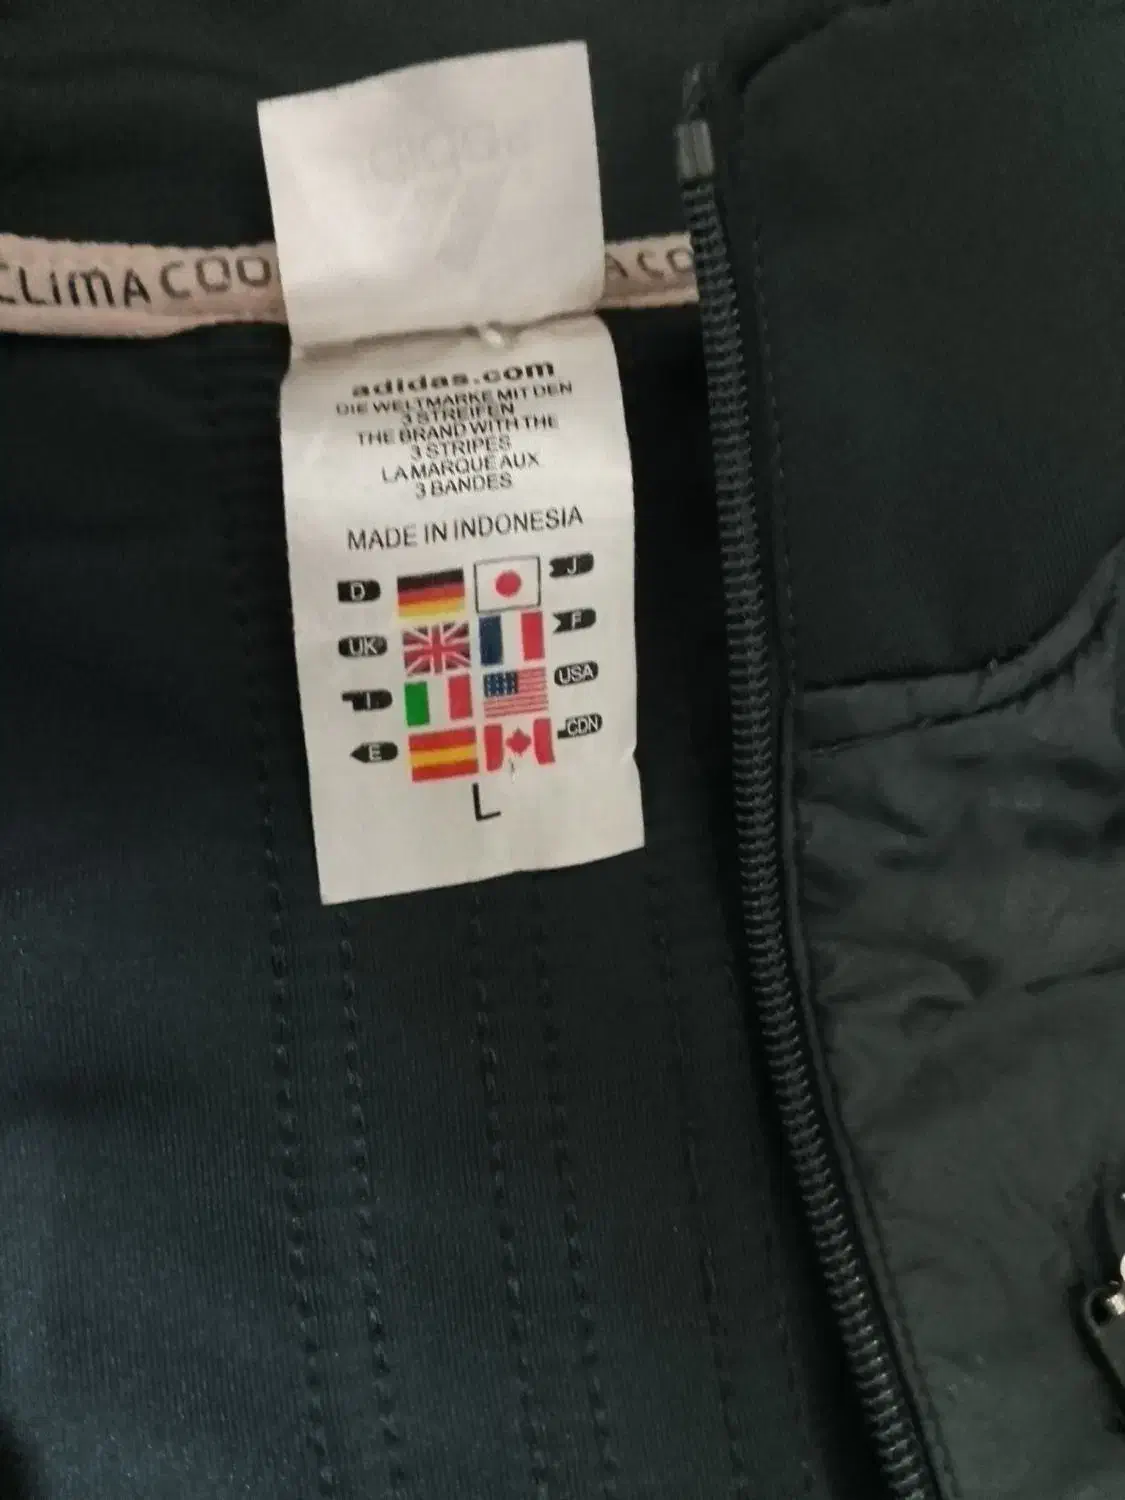 CLIMACOO
ACO
adidas.com
DIE WELTMARKE MIT DEN
3 STREIFEN
THE BRAND WITH THE
3 STRIPES
LA MARQUE AUX
3 BANDES
MADE IN INDONESIA
D J
UK F
I USA
E CDN
L